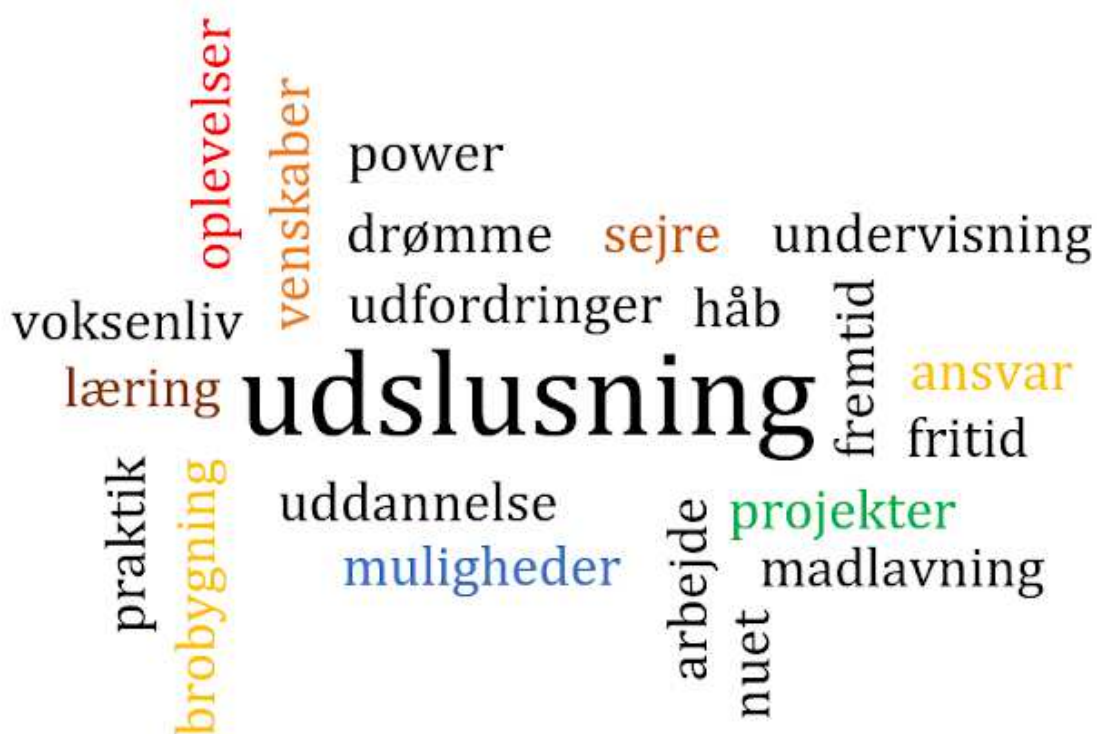 oplevelser
venskaber
power
drømme
sejre
undervisning
voksenliv
udfordringer
håb
fremtid
læring
udslusning
ansvar
fritid
praktik
brobygning
uddannelse
muligheder
arbejde
projekter
madlavning
nuet